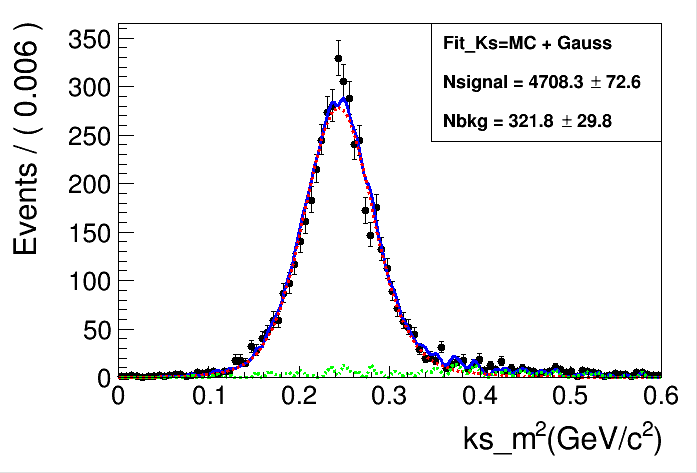 Events / ( 0.006 )
350
300
250
200
150
100
50
0
Fit_Ks=MC + Gauss
Nsignal = 4708.3 ± 72.6
Nbkg = 321.8 ± 29.8
0 0.1 0.2 0.3 0.4 0.5 0.6
ks_m²(GeV/c²)